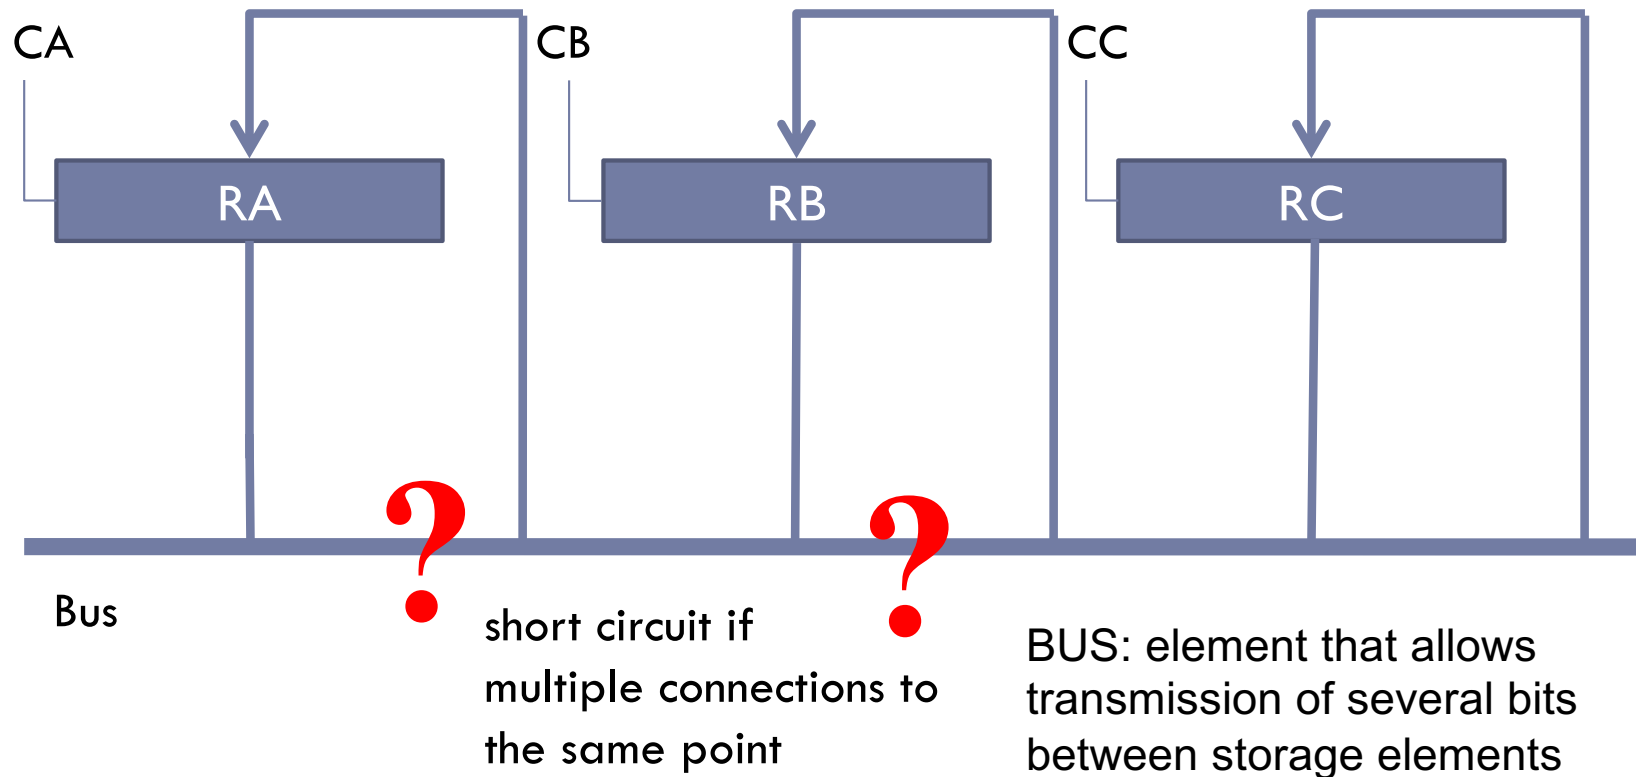 CA
CB
CC
RA
RB
RC
?
?
Bus
short circuit if
multiple connections to
the same point
BUS: element that allows
transmission of several bits
between storage elements